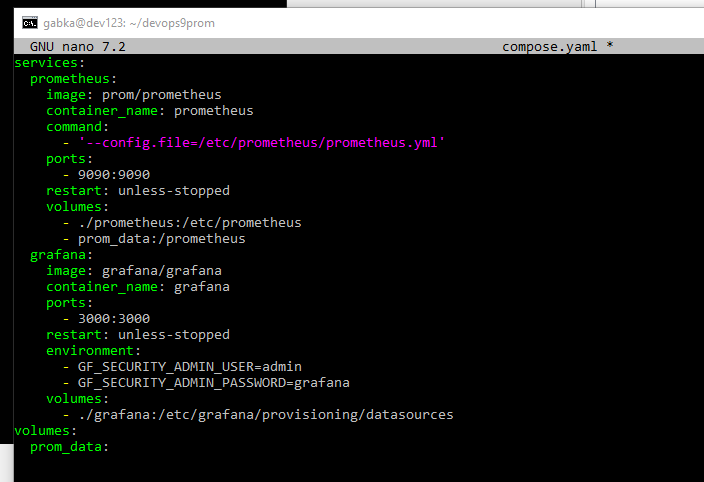 gabka@dev123: ~/devops9prom
GNU nano 7.2 compose.yaml *
services:
  prometheus:
    image: prom/prometheus
    container_name: prometheus
    command:
      - `--config.file=/etc/prometheus/prometheus.yml`
    ports:
      - 9090:9090
    restart: unless-stopped
    volumes:
      - ./prometheus:/etc/prometheus
      - prom_data:/prometheus
  grafana:
    image: grafana/grafana
    container_name: grafana
    ports:
      - 3000:3000
    restart: unless-stopped
    environment:
      - GF_SECURITY_ADMIN_USER=admin
      - GF_SECURITY_ADMIN_PASSWORD=grafana
    volumes:
      - ./grafana:/etc/grafana/provisioning/datasources
volumes:
  prom_data: